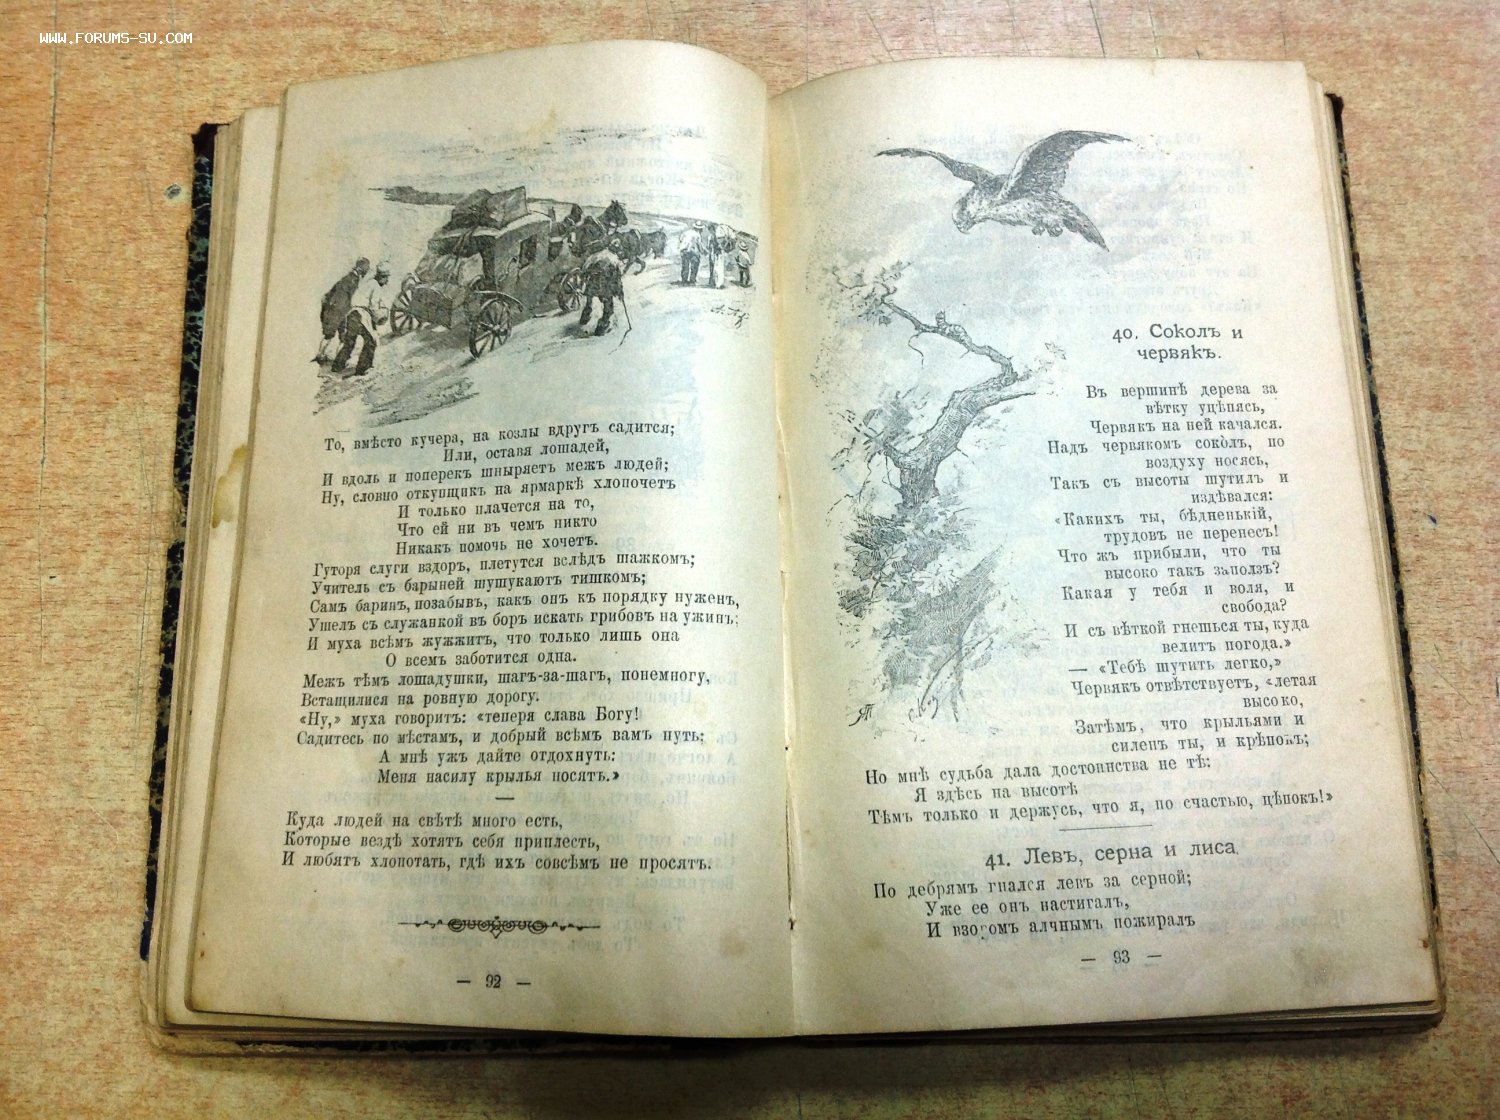 WWW.FORUMS-SU.COM
То, вмѣсто кучера, на козлы вдругъ садится;
Или, оставя лошадей,
И вдоль и поперекъ шныряетъ межъ людей;
Ну, словно откупщикъ на ярмаркѣ хлопочетъ
И только плачется на то,
Что ей ни въ чемъ никто
Никакъ помочь не хочетъ.
Гуторя слуги вздоръ, плетутся вслѣдъ шажкомъ;
Учитель съ барыней шушукаютъ тишкомъ;
Самъ баринъ, позабывъ, какъ онъ къ порядку нуженъ,
Ушелъ съ служанкой въ боръ искать грибовъ на ужинъ;
И муха всѣмъ жужжитъ, что только лишь она
О всемъ заботится одна.
Межъ тѣмъ лошадушки, шагъ-за-шагъ, понемногу,
Встащилися на ровную дорогу.
«Ну,» муха говоритъ: «теперя слава Богу!
Садитесь по мѣстамъ, и добрый всѣмъ вамъ путь;
А мнѣ ужъ дайте отдохнуть:
Меня насилу крылья носятъ.»
—
Куда людей на свѣтѣ много есть,
Которые вездѣ хотятъ себя приплесть,
И любятъ хлопотать, гдѣ ихъ совсѣмъ не просятъ.
— 92 —
40. Соколъ и
червякъ.
Въ вершинѣ дерева за
вѣтку уцѣпясь,
Червякъ на ней качался.
Надъ червякомъ соколъ, по
воздуху носясь,
Такъ съ высоты шутилъ и
издѣвался:
«Какихъ ты, бѣдненькій,
трудовъ не перенесъ!
Что жъ прибыли, что ты
высоко такъ заползъ?
Какая у тебя и воля, и
свобода?
И съ вѣткой гнешься ты, куда
велитъ погода.»
— «Тебѣ шутить легко,»
Червякъ отвѣтствуетъ, «летая
высоко,
Затѣмъ, что крыльями и
силенъ ты, и крѣпокъ;
Но мнѣ судьба дала достоинства не тѣ:
Я здѣсь на высотѣ
Тѣмъ только и держусь, что я, по счастью, цѣпокъ!»
41. Левъ, серна и лиса
По дебрямъ гнался левъ за серной;
Уже ее онъ настигалъ,
И взоромъ алчнымъ пожиралъ
— 93 —